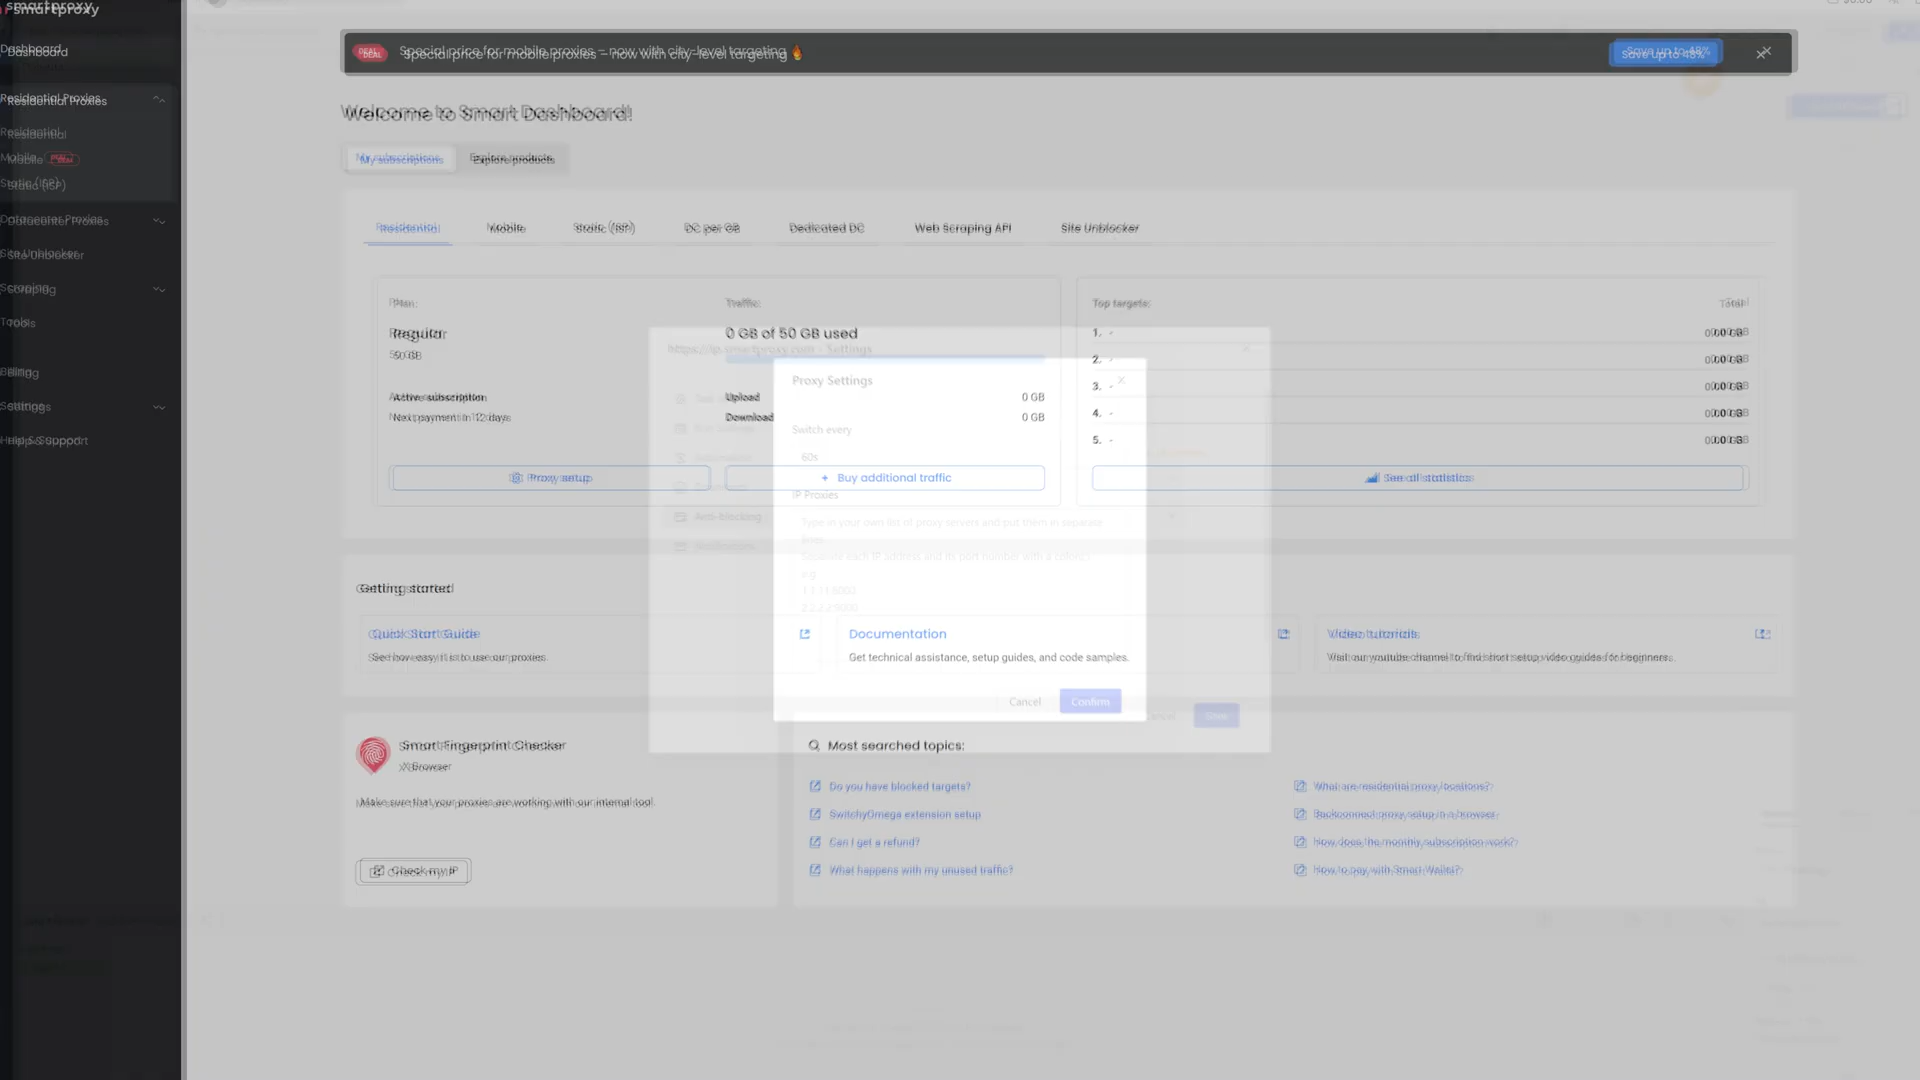 smartproxy
Dashboard
Residential Proxies
Residential
Mobile DEAL
Static (ISP)
Datacenter Proxies
Site Unblocker
Scraping
Tools
Billing
Settings
Help & Support
DEAL Special price for mobile proxies – now with city-level targeting 🔥 Save up to 48%
Welcome to Smart Dashboard!
My subscriptions Explore products
Residential Mobile Static (ISP) DC per GB Dedicated DC Web Scraping API Site Unblocker
Plan:
Regular
50 GB
Active subscription
Next payment in 12 days
Proxy setup
Traffic:
0 GB of 50 GB used
Upload 0 GB
Download 0 GB
+ Buy additional traffic
Top targets: Total
1. - 0.00 GB
2. - 0.00 GB
3. - 0.00 GB
4. - 0.00 GB
5. - 0.00 GB
See all statistics
https://ip.smartproxy.com - Settings
Anti-blocking
Cancel Save
Proxy Settings
Switch every
60s
IP Proxies
Type in your own list of proxy servers and put them in separate
lines
Separate each IP address and its port number with a colon(:)
e.g.
1.1.1.1:8000
2.2.2.2:9000
Cancel Confirm
Getting started
Quick Start Guide
See how easy it is to use our proxies.
Documentation
Get technical assistance, setup guides, and code samples.
Video tutorials
Visit our youtube channel to find short setup video guides for beginners.
Smart Fingerprint Checker
X Browser
Make sure that your proxies are working with our internal tool.
Check my IP
Most searched topics:
Do you have blocked targets?
SwitchyOmega extension setup
Can I get a refund?
What happens with my unused traffic?
What are residential proxy locations?
Backconnect proxy setup in a browser
How does the monthly subscription work?
How to pay with Smart Wallet?